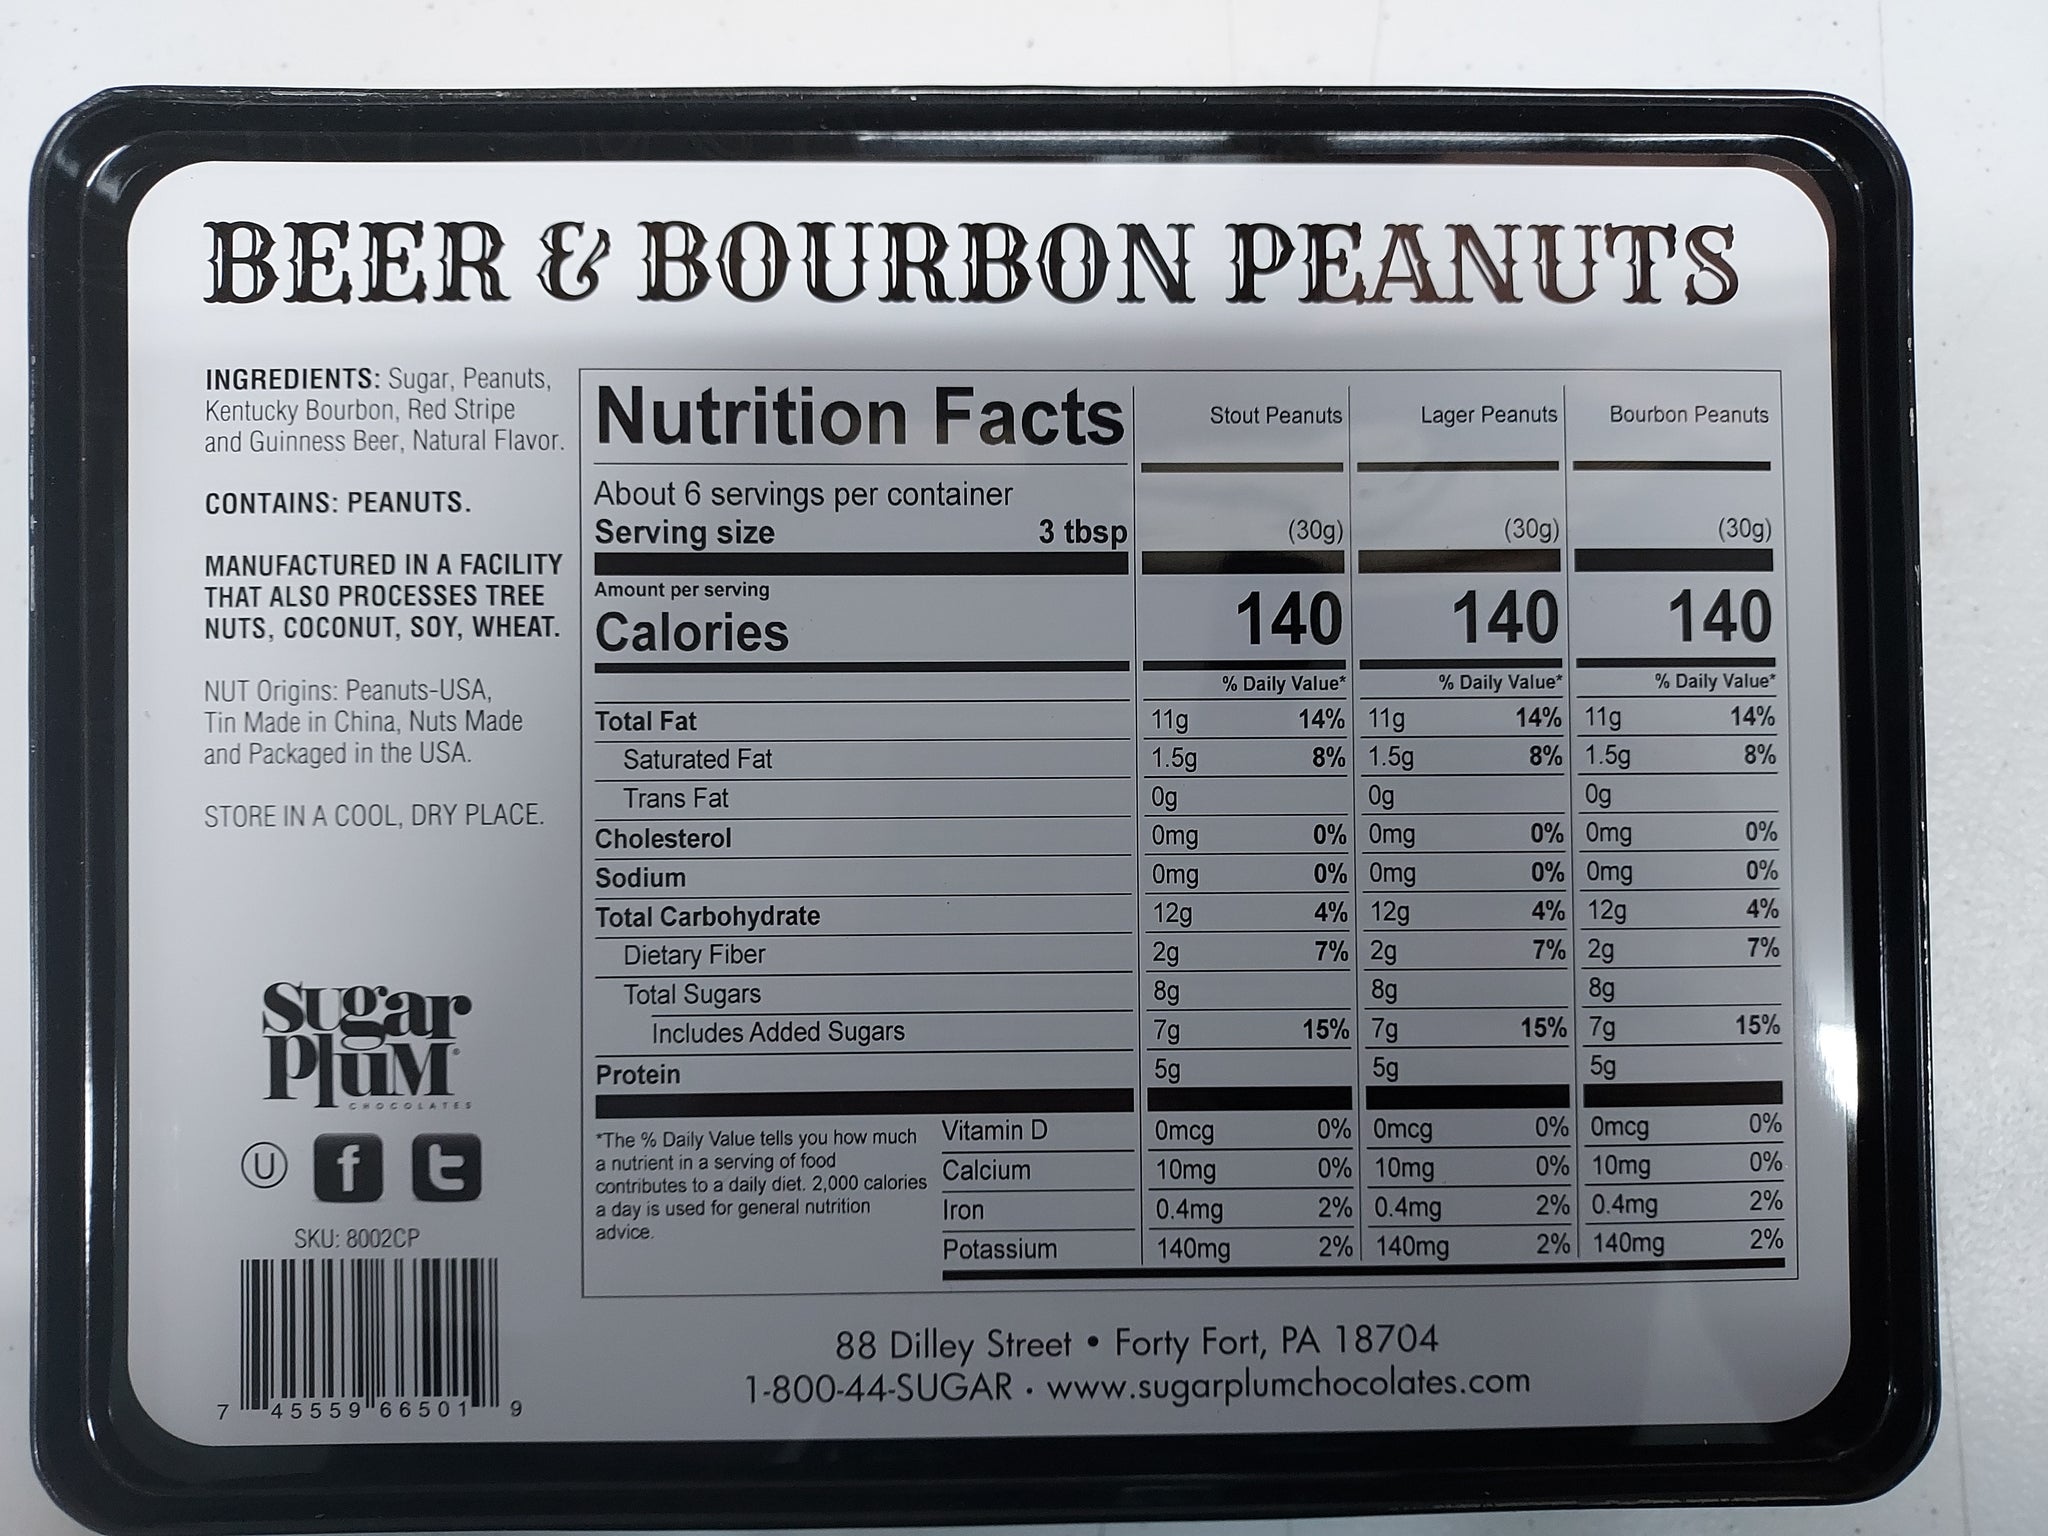 BEER & BOURBON PEANUTS
INGREDIENTS: Sugar, Peanuts,
Kentucky Bourbon, Red Stripe
and Guinness Beer, Natural Flavor.
CONTAINS: PEANUTS.
MANUFACTURED IN A FACILITY
THAT ALSO PROCESSES TREE
NUTS, COCONUT, SOY, WHEAT.
NUT Origins: Peanuts-USA,
Tin Made in China, Nuts Made
and Packaged in the USA.
STORE IN A COOL, DRY PLACE.
Sugar
PluM
CHOCOLATES
U f t
SKU: 8002CP
7 45559 66501 9
Nutrition Facts Stout Peanuts Lager Peanuts Bourbon Peanuts
About 6 servings per container
Serving size 3 tbsp (30g) (30g) (30g)
Amount per serving
Calories 140 140 140
% Daily Value* % Daily Value* % Daily Value*
Total Fat 11g 14% 11g 14% 11g 14%
Saturated Fat 1.5g 8% 1.5g 8% 1.5g 8%
Trans Fat 0g 0g 0g
Cholesterol 0mg 0% 0mg 0% 0mg 0%
Sodium 0mg 0% 0mg 0% 0mg 0%
Total Carbohydrate 12g 4% 12g 4% 12g 4%
Dietary Fiber 2g 7% 2g 7% 2g 7%
Total Sugars 8g 8g 8g
Includes Added Sugars 7g 15% 7g 15% 7g 15%
Protein 5g 5g 5g
Vitamin D 0mcg 0% 0mcg 0% 0mcg 0%
Calcium 10mg 0% 10mg 0% 10mg 0%
Iron 0.4mg 2% 0.4mg 2% 0.4mg 2%
Potassium 140mg 2% 140mg 2% 140mg 2%
*The % Daily Value tells you how much
a nutrient in a serving of food
contributes to a daily diet. 2,000 calories
a day is used for general nutrition
advice.
88 Dilley Street • Forty Fort, PA 18704
1-800-44-SUGAR • www.sugarplumchocolates.com